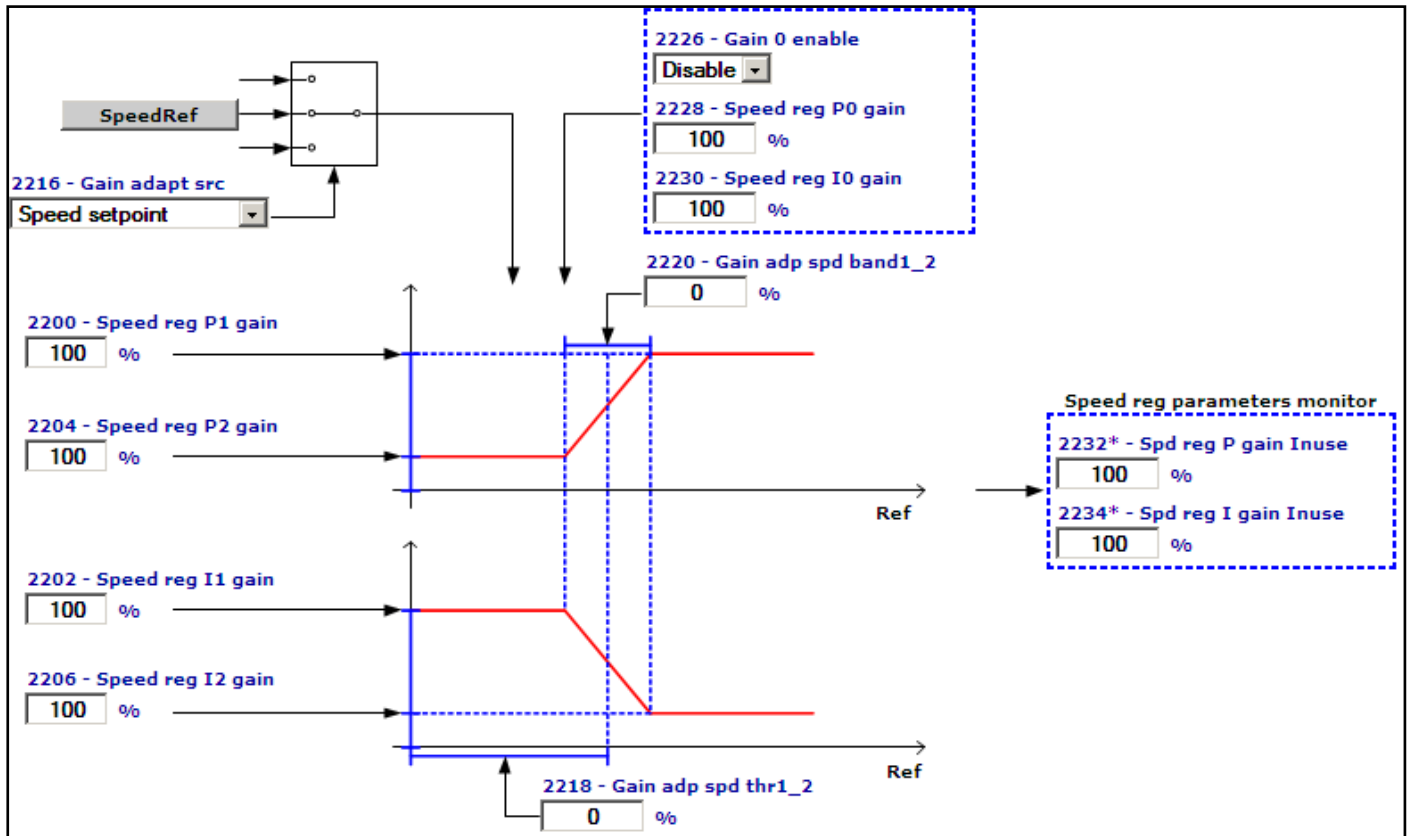 2226 - Gain 0 enable
Disable
2228 - Speed reg P0 gain
100 %
2230 - Speed reg I0 gain
100 %
SpeedRef
2216 - Gain adapt src
Speed setpoint
2220 - Gain adp spd band1_2
0 %
2200 - Speed reg P1 gain
100 %
2204 - Speed reg P2 gain
100 %
Ref
Speed reg parameters monitor
2232* - Spd reg P gain Inuse
100 %
2234* - Spd reg I gain Inuse
100 %
2202 - Speed reg I1 gain
100 %
2206 - Speed reg I2 gain
100 %
Ref
2218 - Gain adp spd thr1_2
0 %